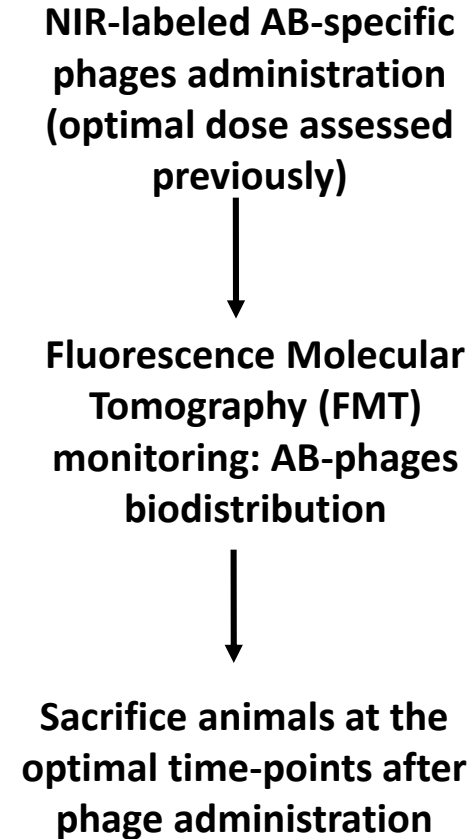 NIR-labeled AB-specific
phages administration
(optimal dose assessed
previously)
Fluorescence Molecular
Tomography (FMT)
monitoring: AB-phages
biodistribution
Sacrifice animals at the
optimal time-points after
phage administration